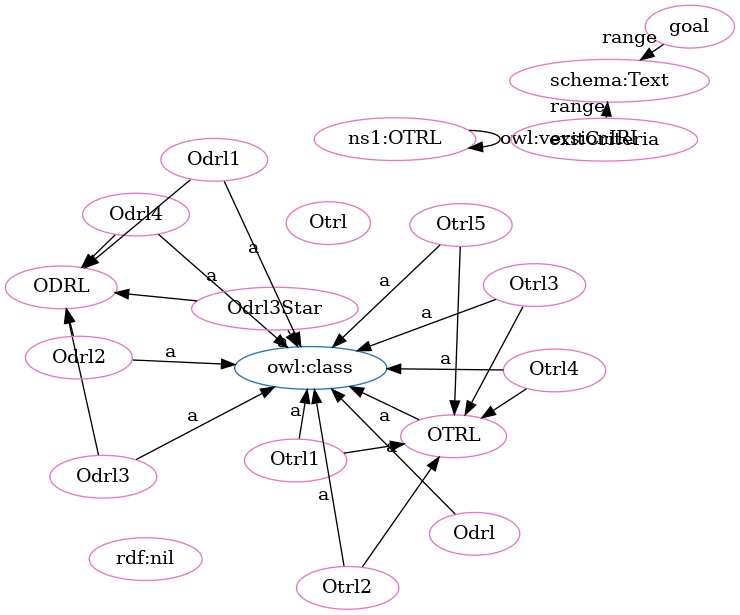 goal
range
schema:Text
range
ns1:OTRL
owl:versionIRI
exitCriteria
Odrl1
Odrl4
Otrl
Otrl5
a
a
a
Otrl3
ODRL
Odrl3Star
a
a
Odrl2
a
a
owl:class
Otrl4
a
a
a
OTRL
a
Otrl1
Odrl3
a
Odrl
rdf:nil
Otrl2